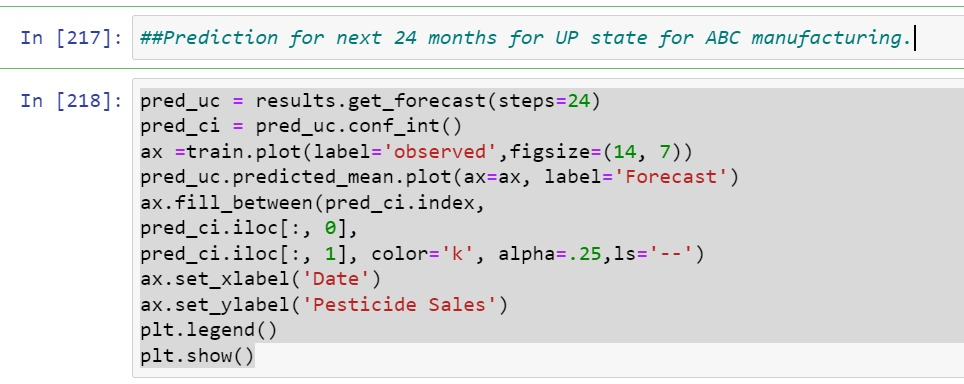 In [217]: ##Prediction for next 24 months for UP state for ABC manufacturing.
In [218]: pred_uc = results.get_forecast(steps=24)
pred_ci = pred_uc.conf_int()
ax =train.plot(label='observed',figsize=(14, 7))
pred_uc.predicted_mean.plot(ax=ax, label='Forecast')
ax.fill_between(pred_ci.index,
pred_ci.iloc[:, 0],
pred_ci.iloc[:, 1], color='k', alpha=.25,ls='--')
ax.set_xlabel('Date')
ax.set_ylabel('Pesticide Sales')
plt.legend()
plt.show()